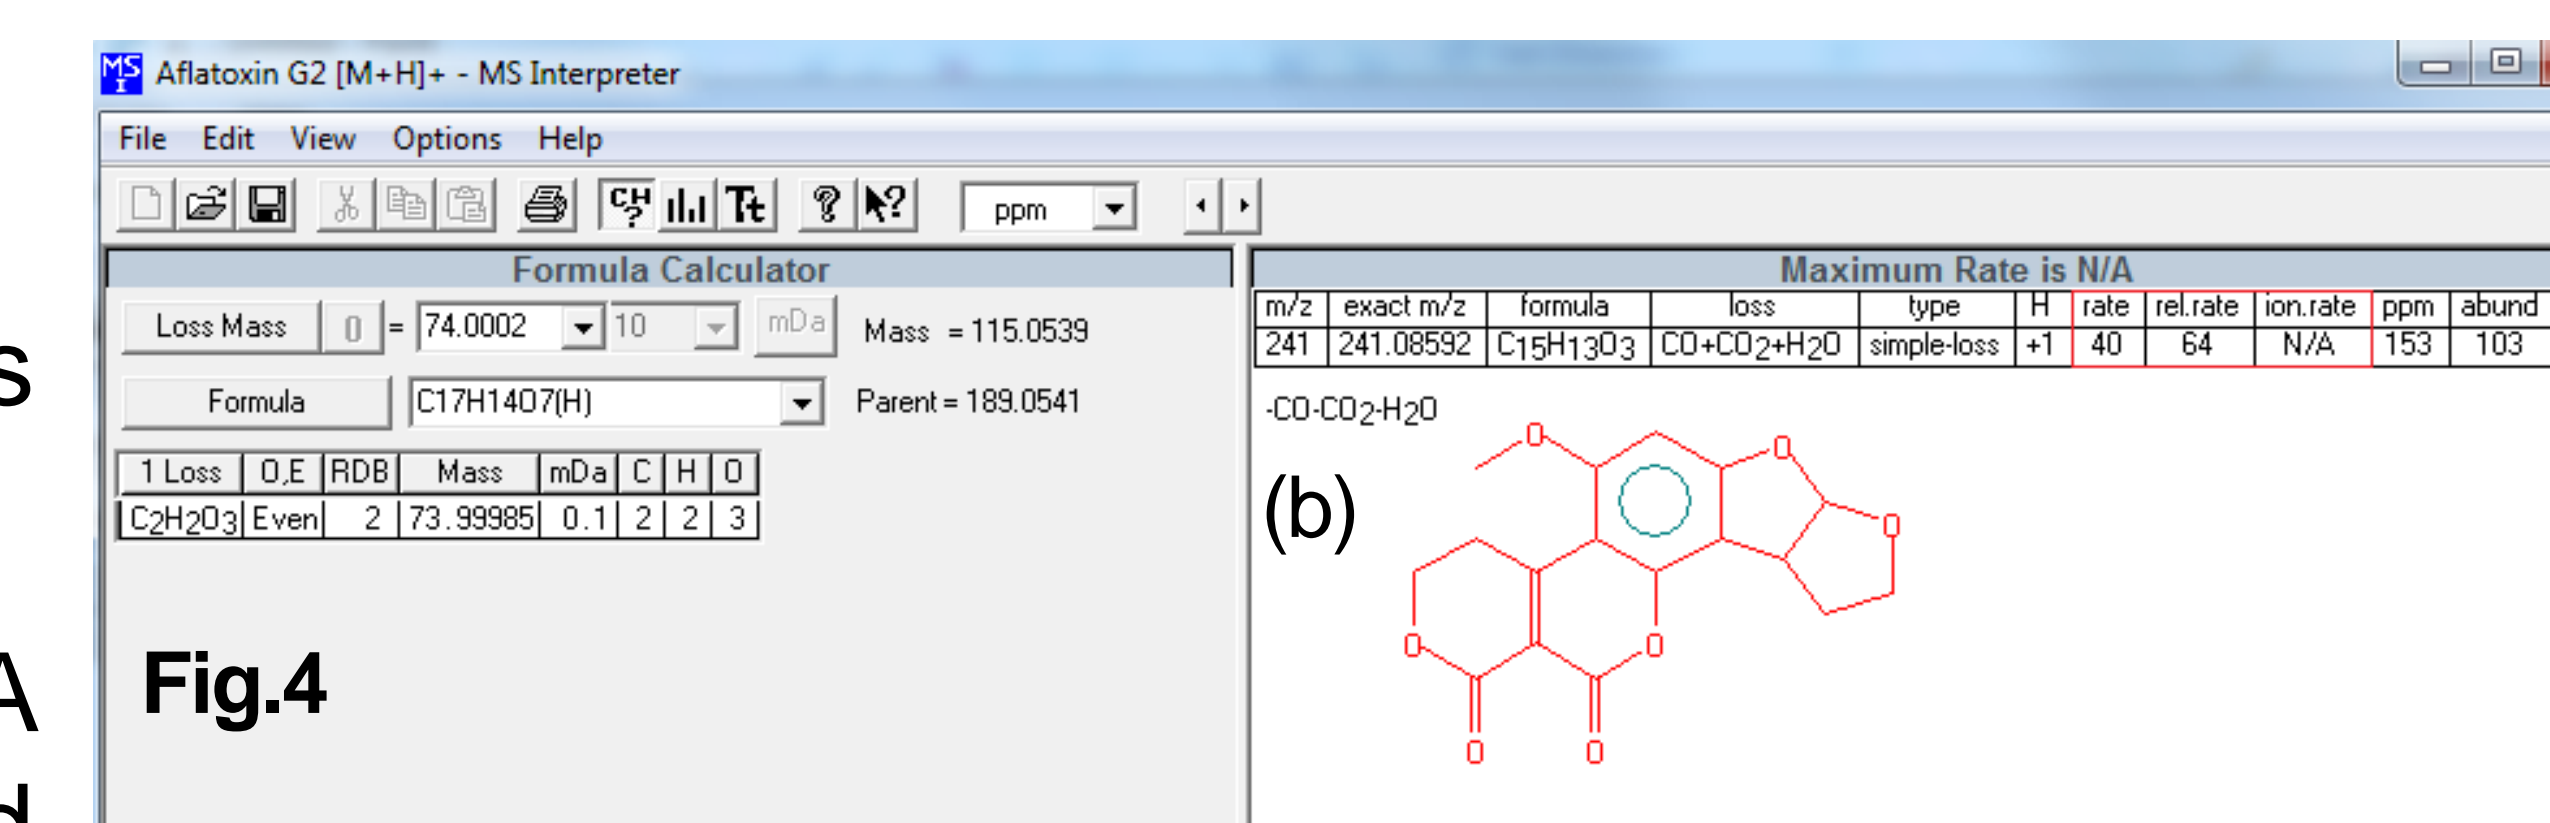 MS I Aflatoxin G2 [M+H]+ - MS Interpreter
File Edit View Options Help
CH ? Tt ? ? ppm
Formula Calculator
Loss Mass 0 = 74.0002 10 mDa Mass = 115.0539
Formula C17H14O7(H) Parent = 189.0541
1 Loss O,E RDB Mass mDa C H O
C2H2O3 Even 2 73.99985 0.1 2 2 3
Fig.4
Maximum Rate is N/A
m/z exact m/z formula loss type H rate rel.rate ion.rate ppm abund
241 241.08592 C15H13O3 CO+CO2+H2O simple-loss +1 40 64 N/A 153 103
-CO-CO2-H2O
(b)
O
O
O
O
O
O
O
s
A